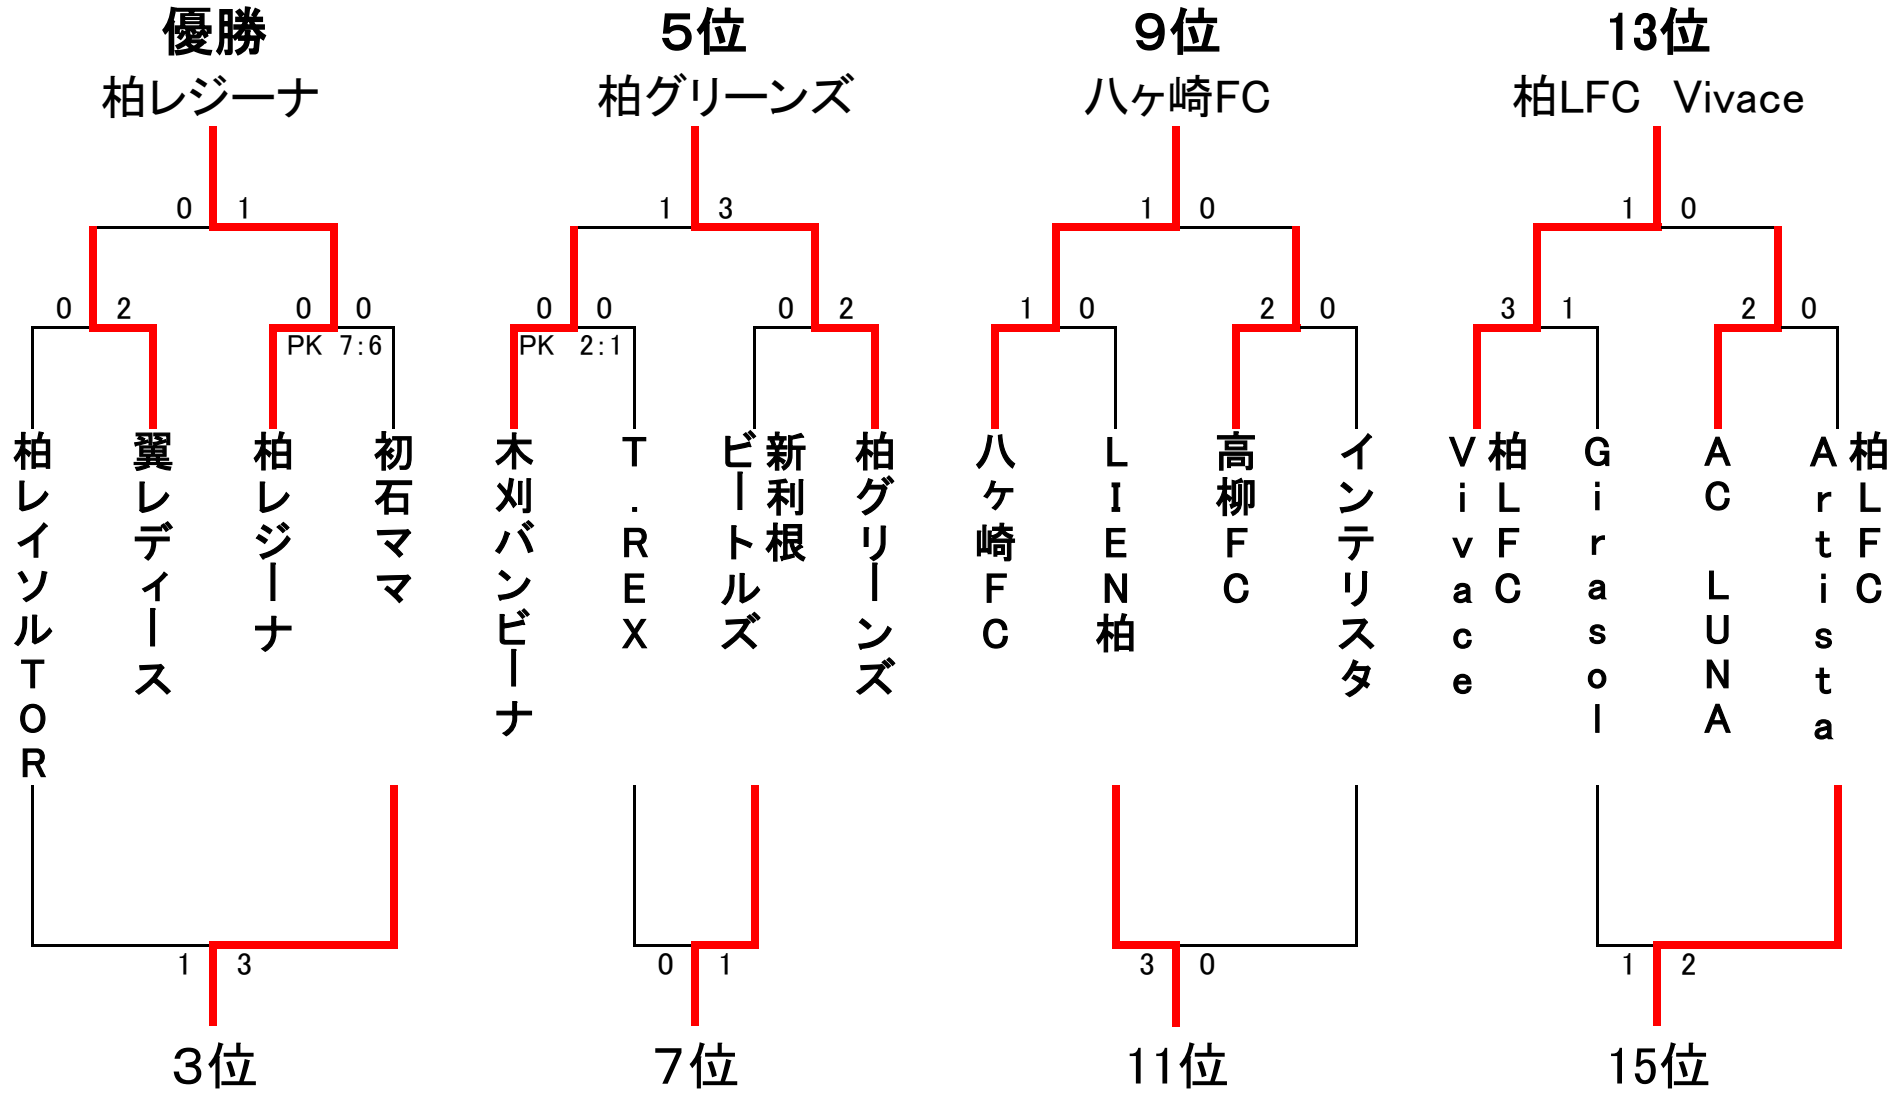 優勝
柏レジーナ
0 1
0 2
0 0
PK 7:6
柏レイソルTOR
翼レディース
柏レジーナ
初石ママ
1 3
3位
5位
柏グリーンズ
1 3
0 0
PK 2:1
0 2
木刈バンビーナ
T.REX
新利根
ビートルズ
柏グリーンズ
0 1
7位
9位
八ヶ崎FC
1 0
1 0
2 0
八ヶ崎FC
LIEN柏
高柳FC
インテリスタ
3 0
11位
13位
柏LFC Vivace
1 0
3 1
2 0
柏LFC
Vivace
Girasol
AC LUNA
柏LFC
Artista
1 2
15位